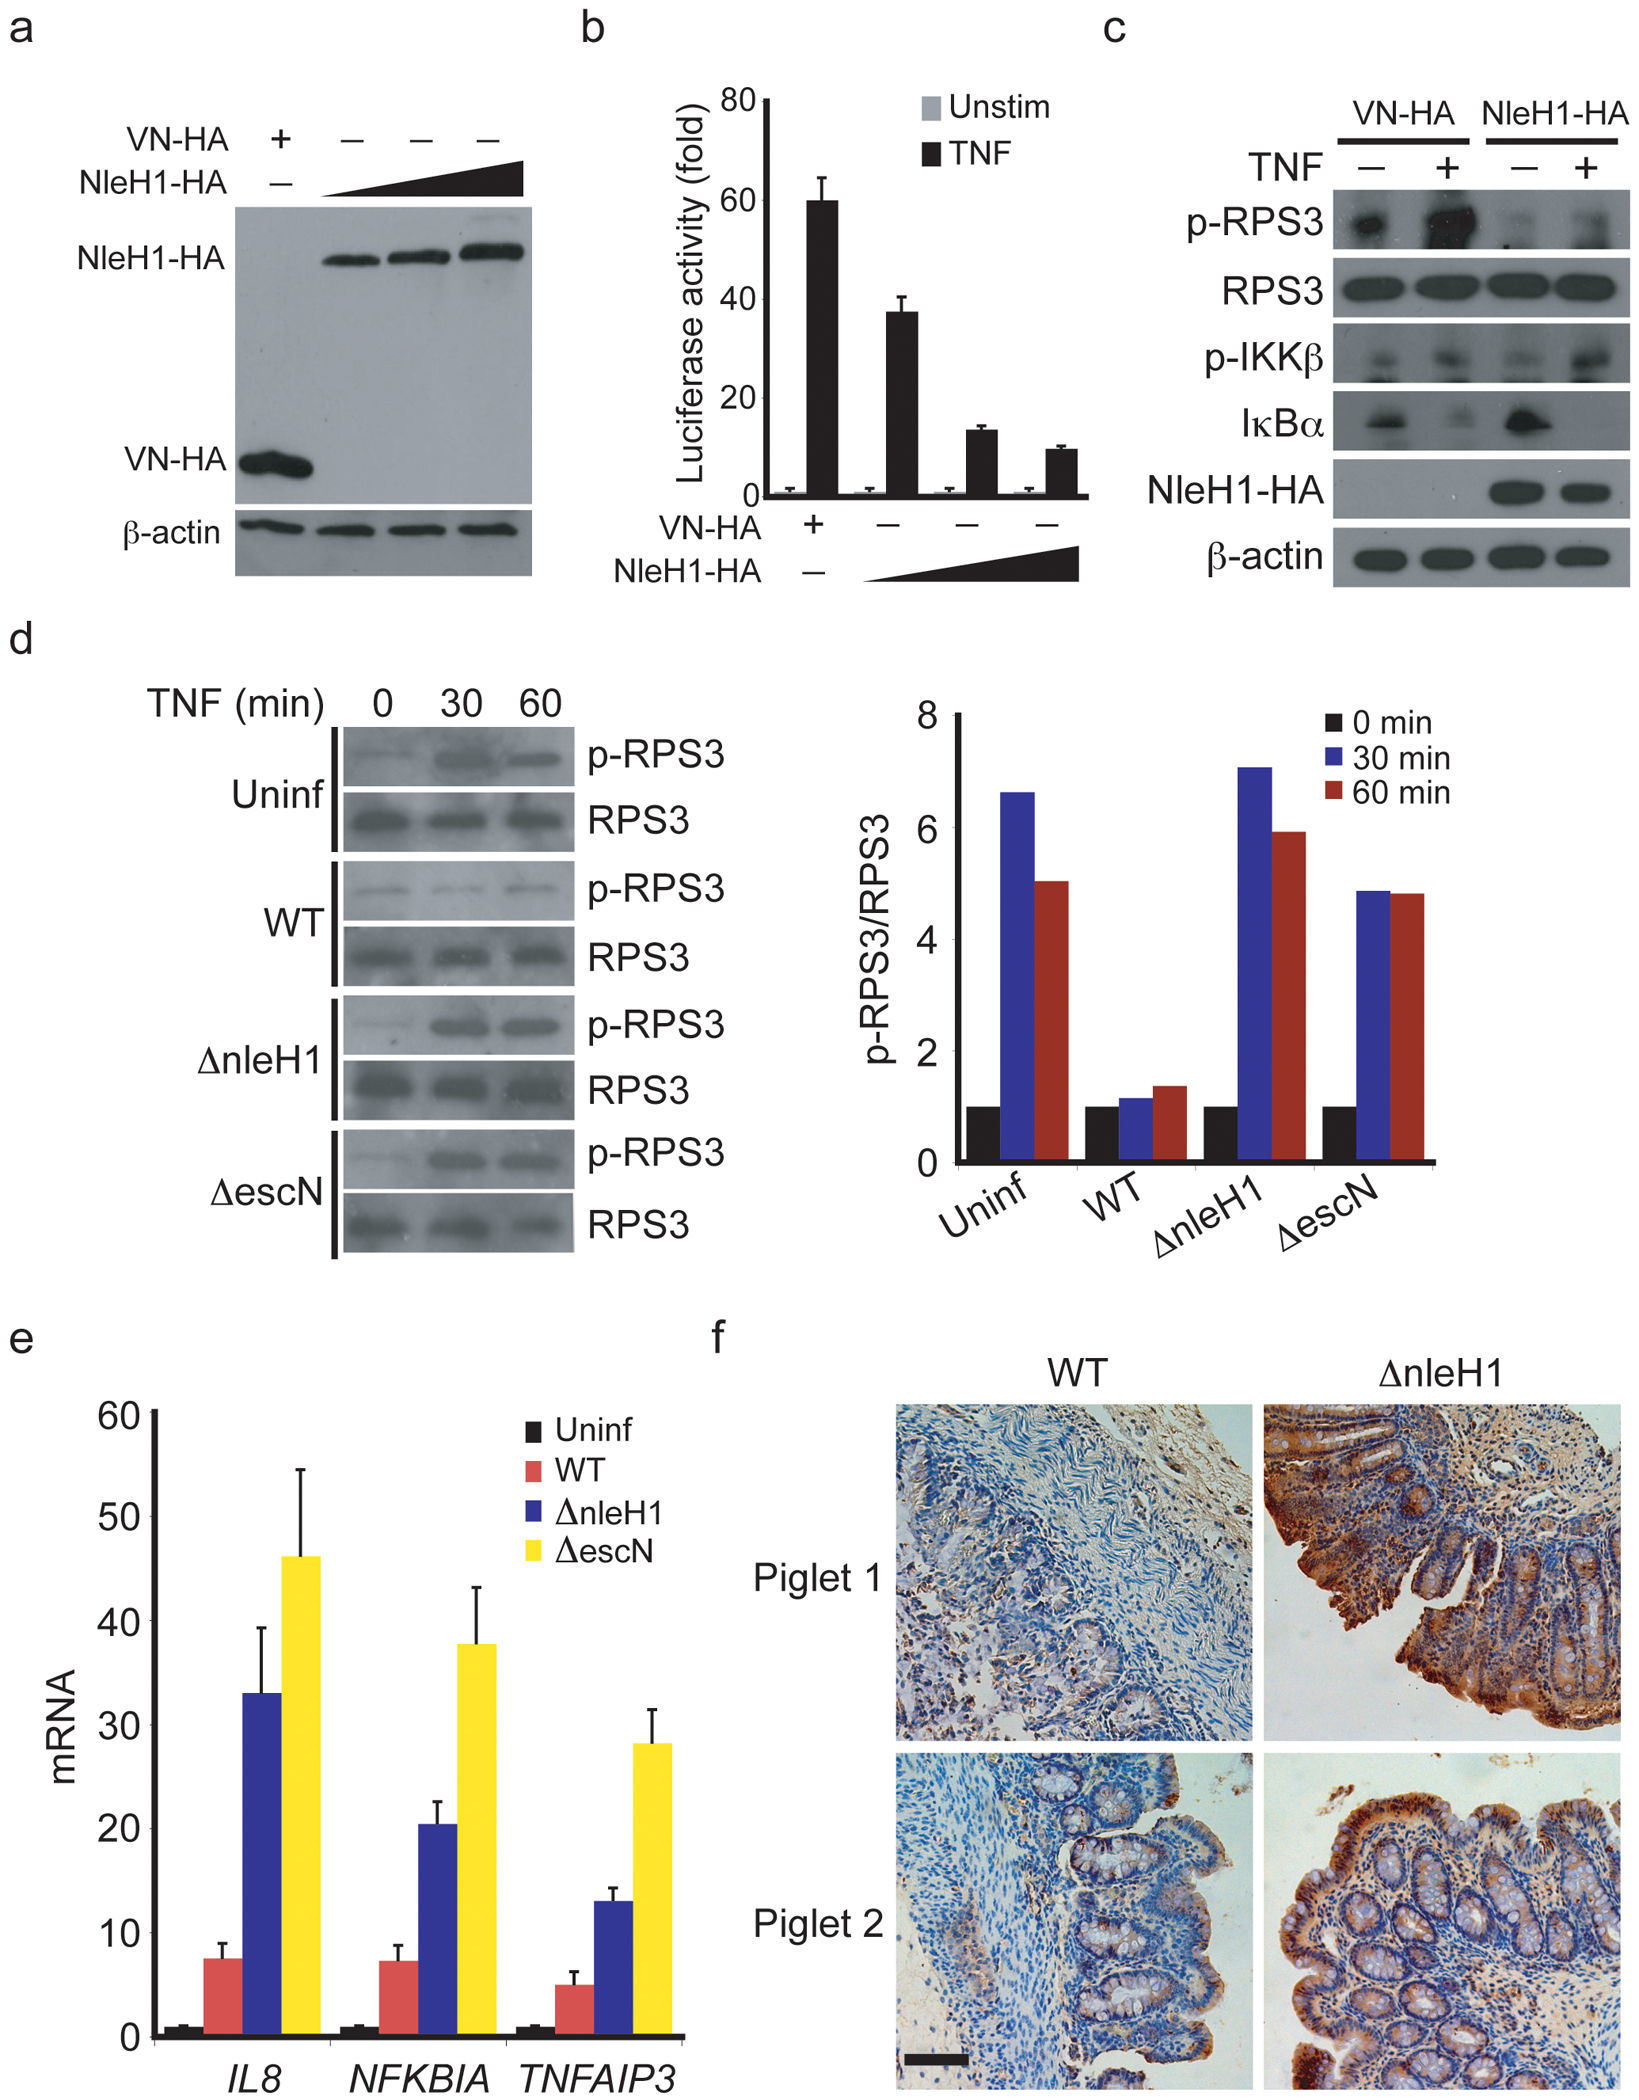 a
VN-HA + — — —
NleH1-HA —
NleH1-HA
VN-HA
β-actin
b
Luciferase activity (fold)
80
60
40
20
0
Unstim
TNF
VN-HA + — — —
NleH1-HA —
c
VN-HA NleH1-HA
TNF — + — +
p-RPS3
RPS3
p-IKKβ
IκBα
NleH1-HA
β-actin
d
TNF (min) 0 30 60
Uninf
p-RPS3
RPS3
WT
p-RPS3
RPS3
ΔnleH1
p-RPS3
RPS3
ΔescN
p-RPS3
RPS3
p-RPS3/RPS3
8
6
4
2
0
0 min
30 min
60 min
Uninf WT ΔnleH1 ΔescN
e
mRNA
60
50
40
30
20
10
0
Uninf
WT
ΔnleH1
ΔescN
IL8 NFKBIA TNFAIP3
f
WT ΔnleH1
Piglet 1
Piglet 2